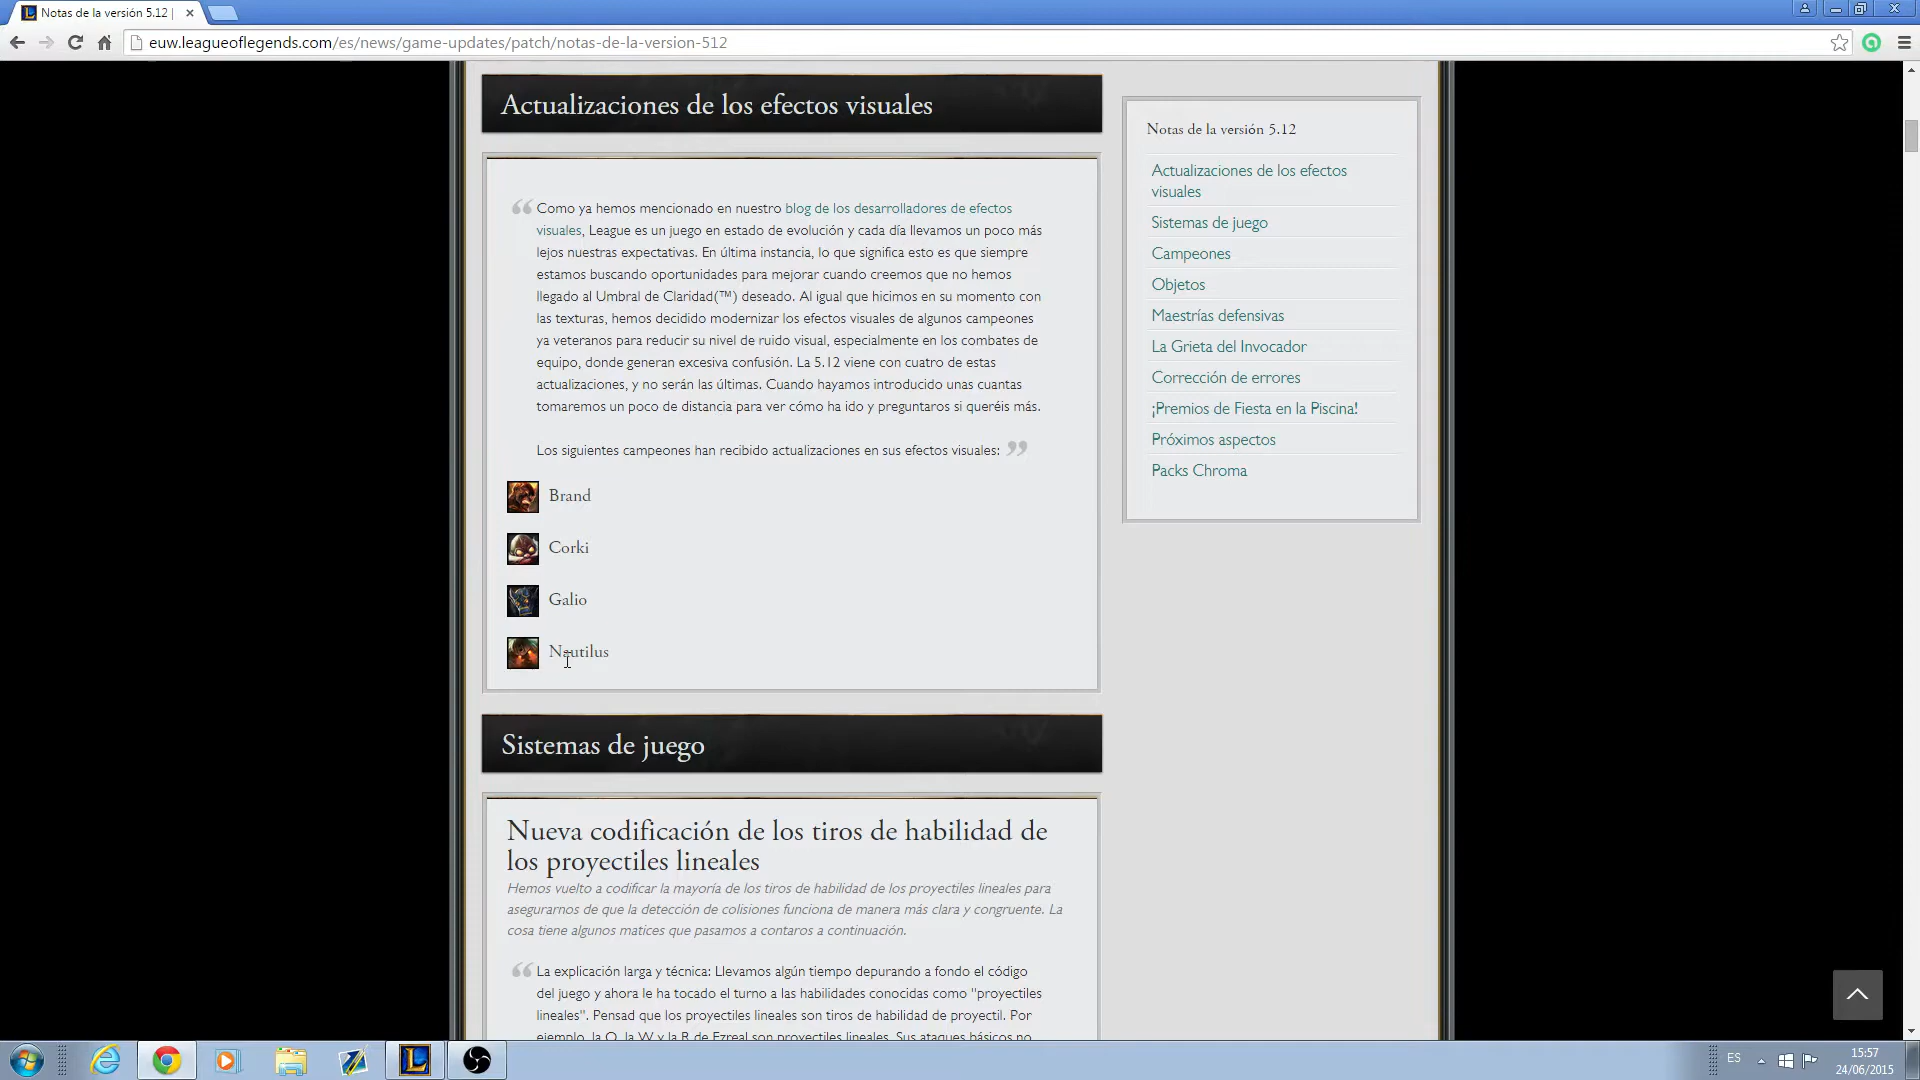 Notas de la versión 5.12 |
euw.leagueoflegends.com/es/news/game-updates/patch/notas-de-la-version-512
Actualizaciones de los efectos visuales
Como ya hemos mencionado en nuestro blog de los desarrolladores de efectos
visuales, League es un juego en estado de evolución y cada día llevamos un poco más
lejos nuestras expectativas. En última instancia, lo que significa esto es que siempre
estamos buscando oportunidades para mejorar cuando creemos que no hemos
llegado al Umbral de Claridad(™) deseado. Al igual que hicimos en su momento con
las texturas, hemos decidido modernizar los efectos visuales de algunos campeones
ya veteranos para reducir su nivel de ruido visual, especialmente en los combates de
equipo, donde generan excesiva confusión. La 5.12 viene con cuatro de estas
actualizaciones, y no serán las últimas. Cuando hayamos introducido unas cuantas
tomaremos un poco de distancia para ver cómo ha ido y preguntaros si queréis más.
Los siguientes campeones han recibido actualizaciones en sus efectos visuales:
Brand
Corki
Galio
Nautilus
Sistemas de juego
Nueva codificación de los tiros de habilidad de
los proyectiles lineales
Hemos vuelto a codificar la mayoría de los tiros de habilidad de los proyectiles lineales para
asegurarnos de que la detección de colisiones funciona de manera más clara y congruente. La
cosa tiene algunos matices que pasamos a contaros a continuación.
La explicación larga y técnica: Llevamos algún tiempo depurando a fondo el código
del juego y ahora le ha tocado el turno a las habilidades conocidas como "proyectiles
lineales". Pensad que los proyectiles lineales son tiros de habilidad de proyectil. Por
ejemplo, la Q, la W y la R de Ezreal son proyectiles lineales. Sus ataques básicos no
Notas de la versión 5.12
Actualizaciones de los efectos
visuales
Sistemas de juego
Campeones
Objetos
Maestrías defensivas
La Grieta del Invocador
Corrección de errores
¡Premios de Fiesta en la Piscina!
Próximos aspectos
Packs Chroma
ES
15:57
24/06/2015